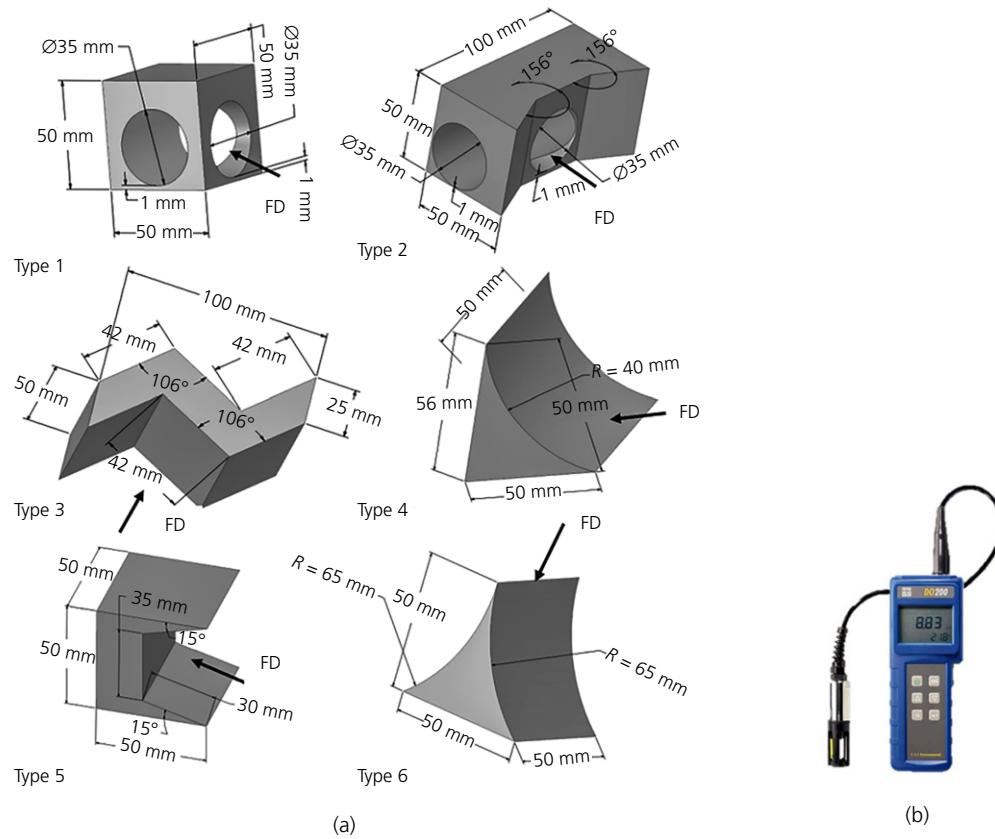 Ø35 mm
50 mm
Ø35 mm
50 mm
1 mm
50 mm
1 mm
FD
Type 1
100 mm
156°
156°
50 mm
Ø35 mm
1 mm
50 mm
1 mm
Ø35 mm
FD
Type 2
100 mm
42 mm
42 mm
50 mm
106°
106°
25 mm
42 mm
FD
Type 3
50 mm
R = 40 mm
56 mm
50 mm
FD
50 mm
Type 4
50 mm
35 mm
15°
FD
50 mm
30 mm
15°
50 mm
Type 5
FD
R = 65 mm
50 mm
R = 65 mm
50 mm
50 mm
Type 6
(a)
DO200
8.83
21.8
(b)